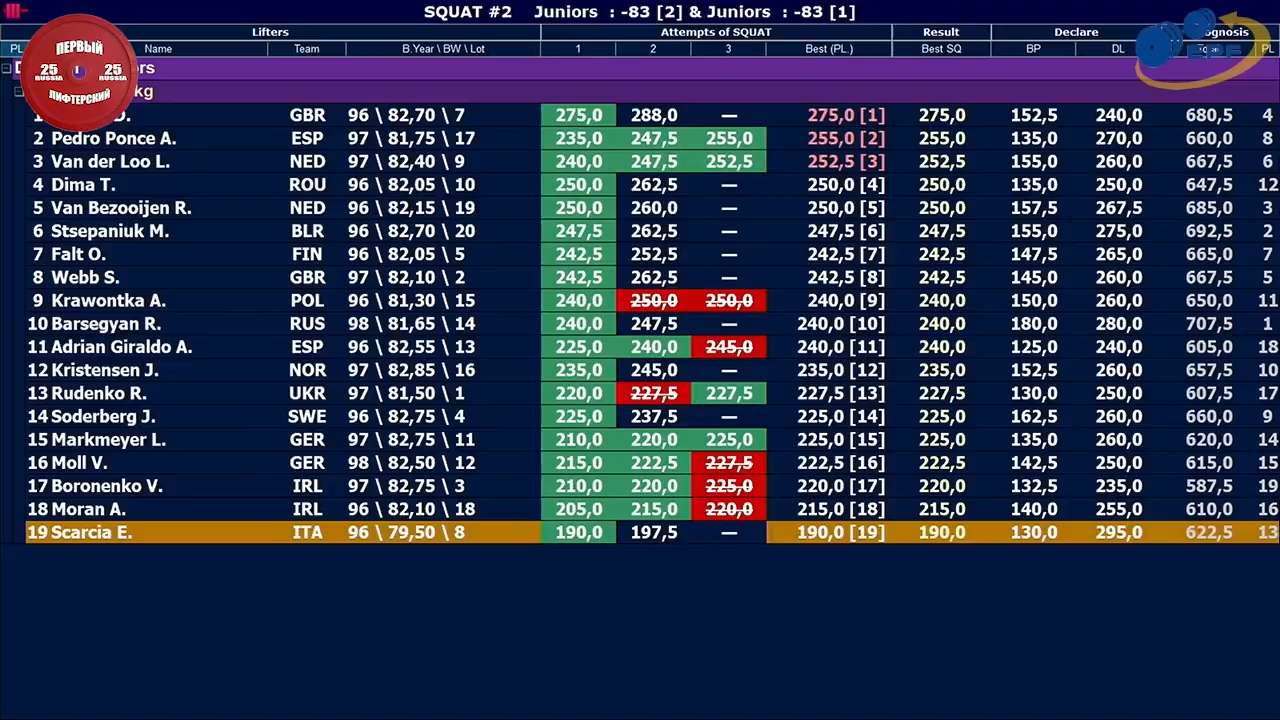 SQUAT #2 Juniors : -83 [2] & Juniors : -83 [1]
Lifters Attempts of SQUAT Result Declare
PL Name Team B.Year \ BW \ Lot 1 2 3 Best (PL.) Best SQ BP DL PL
kg
GBR 96 \ 82,70 \ 7 275,0 288,0 — 275,0 [1] 275,0 152,5 240,0 680,5 4
2 Pedro Ponce A. ESP 97 \ 81,75 \ 17 235,0 247,5 255,0 255,0 [2] 255,0 135,0 270,0 660,0 8
3 Van der Loo L. NED 97 \ 82,40 \ 9 240,0 247,5 252,5 252,5 [3] 252,5 155,0 260,0 667,5 6
4 Dima T. ROU 96 \ 82,05 \ 10 250,0 262,5 — 250,0 [4] 250,0 135,0 250,0 647,5 12
5 Van Bezooijen R. NED 96 \ 82,15 \ 19 250,0 260,0 — 250,0 [5] 250,0 157,5 267,5 685,0 3
6 Stsepaniuk M. BLR 96 \ 82,70 \ 20 247,5 262,5 — 247,5 [6] 247,5 155,0 275,0 692,5 2
7 Falt O. FIN 96 \ 82,05 \ 5 242,5 252,5 — 242,5 [7] 242,5 147,5 265,0 665,0 7
8 Webb S. GBR 97 \ 82,10 \ 2 242,5 262,5 — 242,5 [8] 242,5 145,0 260,0 667,5 5
9 Krawontka A. POL 96 \ 81,30 \ 15 240,0 250,0 250,0 240,0 [9] 240,0 150,0 260,0 650,0 11
10 Barsegyan R. RUS 98 \ 81,65 \ 14 240,0 247,5 — 240,0 [10] 240,0 180,0 280,0 707,5 1
11 Adrian Giraldo A. ESP 96 \ 82,55 \ 13 225,0 240,0 245,0 240,0 [11] 240,0 125,0 240,0 605,0 18
12 Kristensen J. NOR 97 \ 82,85 \ 16 235,0 245,0 — 235,0 [12] 235,0 152,5 260,0 657,5 10
13 Rudenko R. UKR 97 \ 81,50 \ 1 220,0 227,5 227,5 227,5 [13] 227,5 130,0 250,0 607,5 17
14 Soderberg J. SWE 96 \ 82,75 \ 4 225,0 237,5 — 225,0 [14] 225,0 162,5 260,0 660,0 9
15 Markmeyer L. GER 97 \ 82,75 \ 11 210,0 220,0 225,0 225,0 [15] 225,0 135,0 260,0 620,0 14
16 Moll V. GER 98 \ 82,50 \ 12 215,0 222,5 227,5 222,5 [16] 222,5 142,5 250,0 615,0 15
17 Boronenko V. IRL 97 \ 82,75 \ 3 210,0 220,0 225,0 220,0 [17] 220,0 132,5 235,0 587,5 19
18 Moran A. IRL 96 \ 82,10 \ 18 205,0 215,0 220,0 215,0 [18] 215,0 140,0 255,0 610,0 16
19 Scarcia E. ITA 96 \ 79,50 \ 8 190,0 197,5 — 190,0 [19] 190,0 130,0 295,0 622,5 13
ПЕРВЫЙ
25 25
RUSSIA RUSSIA
ЛИФТЕРСКИЙ
EPF